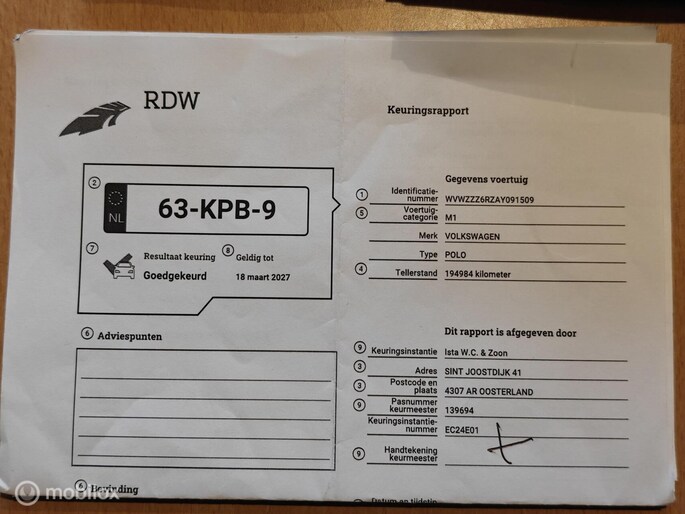 RDW
Keuringsrapport
2
NL
63-KPB-9
7
Resultaat keuring
Goedgekeurd
8
Geldig tot
18 maart 2027
Gegevens voertuig
1 Identificatie-
nummer WVWZZZ6RZAY091509
5 Voertuig-
categorie M1
Merk VOLKSWAGEN
Type POLO
4 Tellerstand 194984 kilometer
6 Adviespunten
Dit rapport is afgegeven door
9 Keuringsinstantie Ista W.C. & Zoon
3 Adres SINT JOOSTDIJK 41
3 Postcode en
plaats 4307 AR OOSTERLAND
9 Pasnummer
keurmeester 139694
Keuringsinstantie-
nummer EC24E01
9 Handtekening
keurmeester
6 Bevinding
mobilox